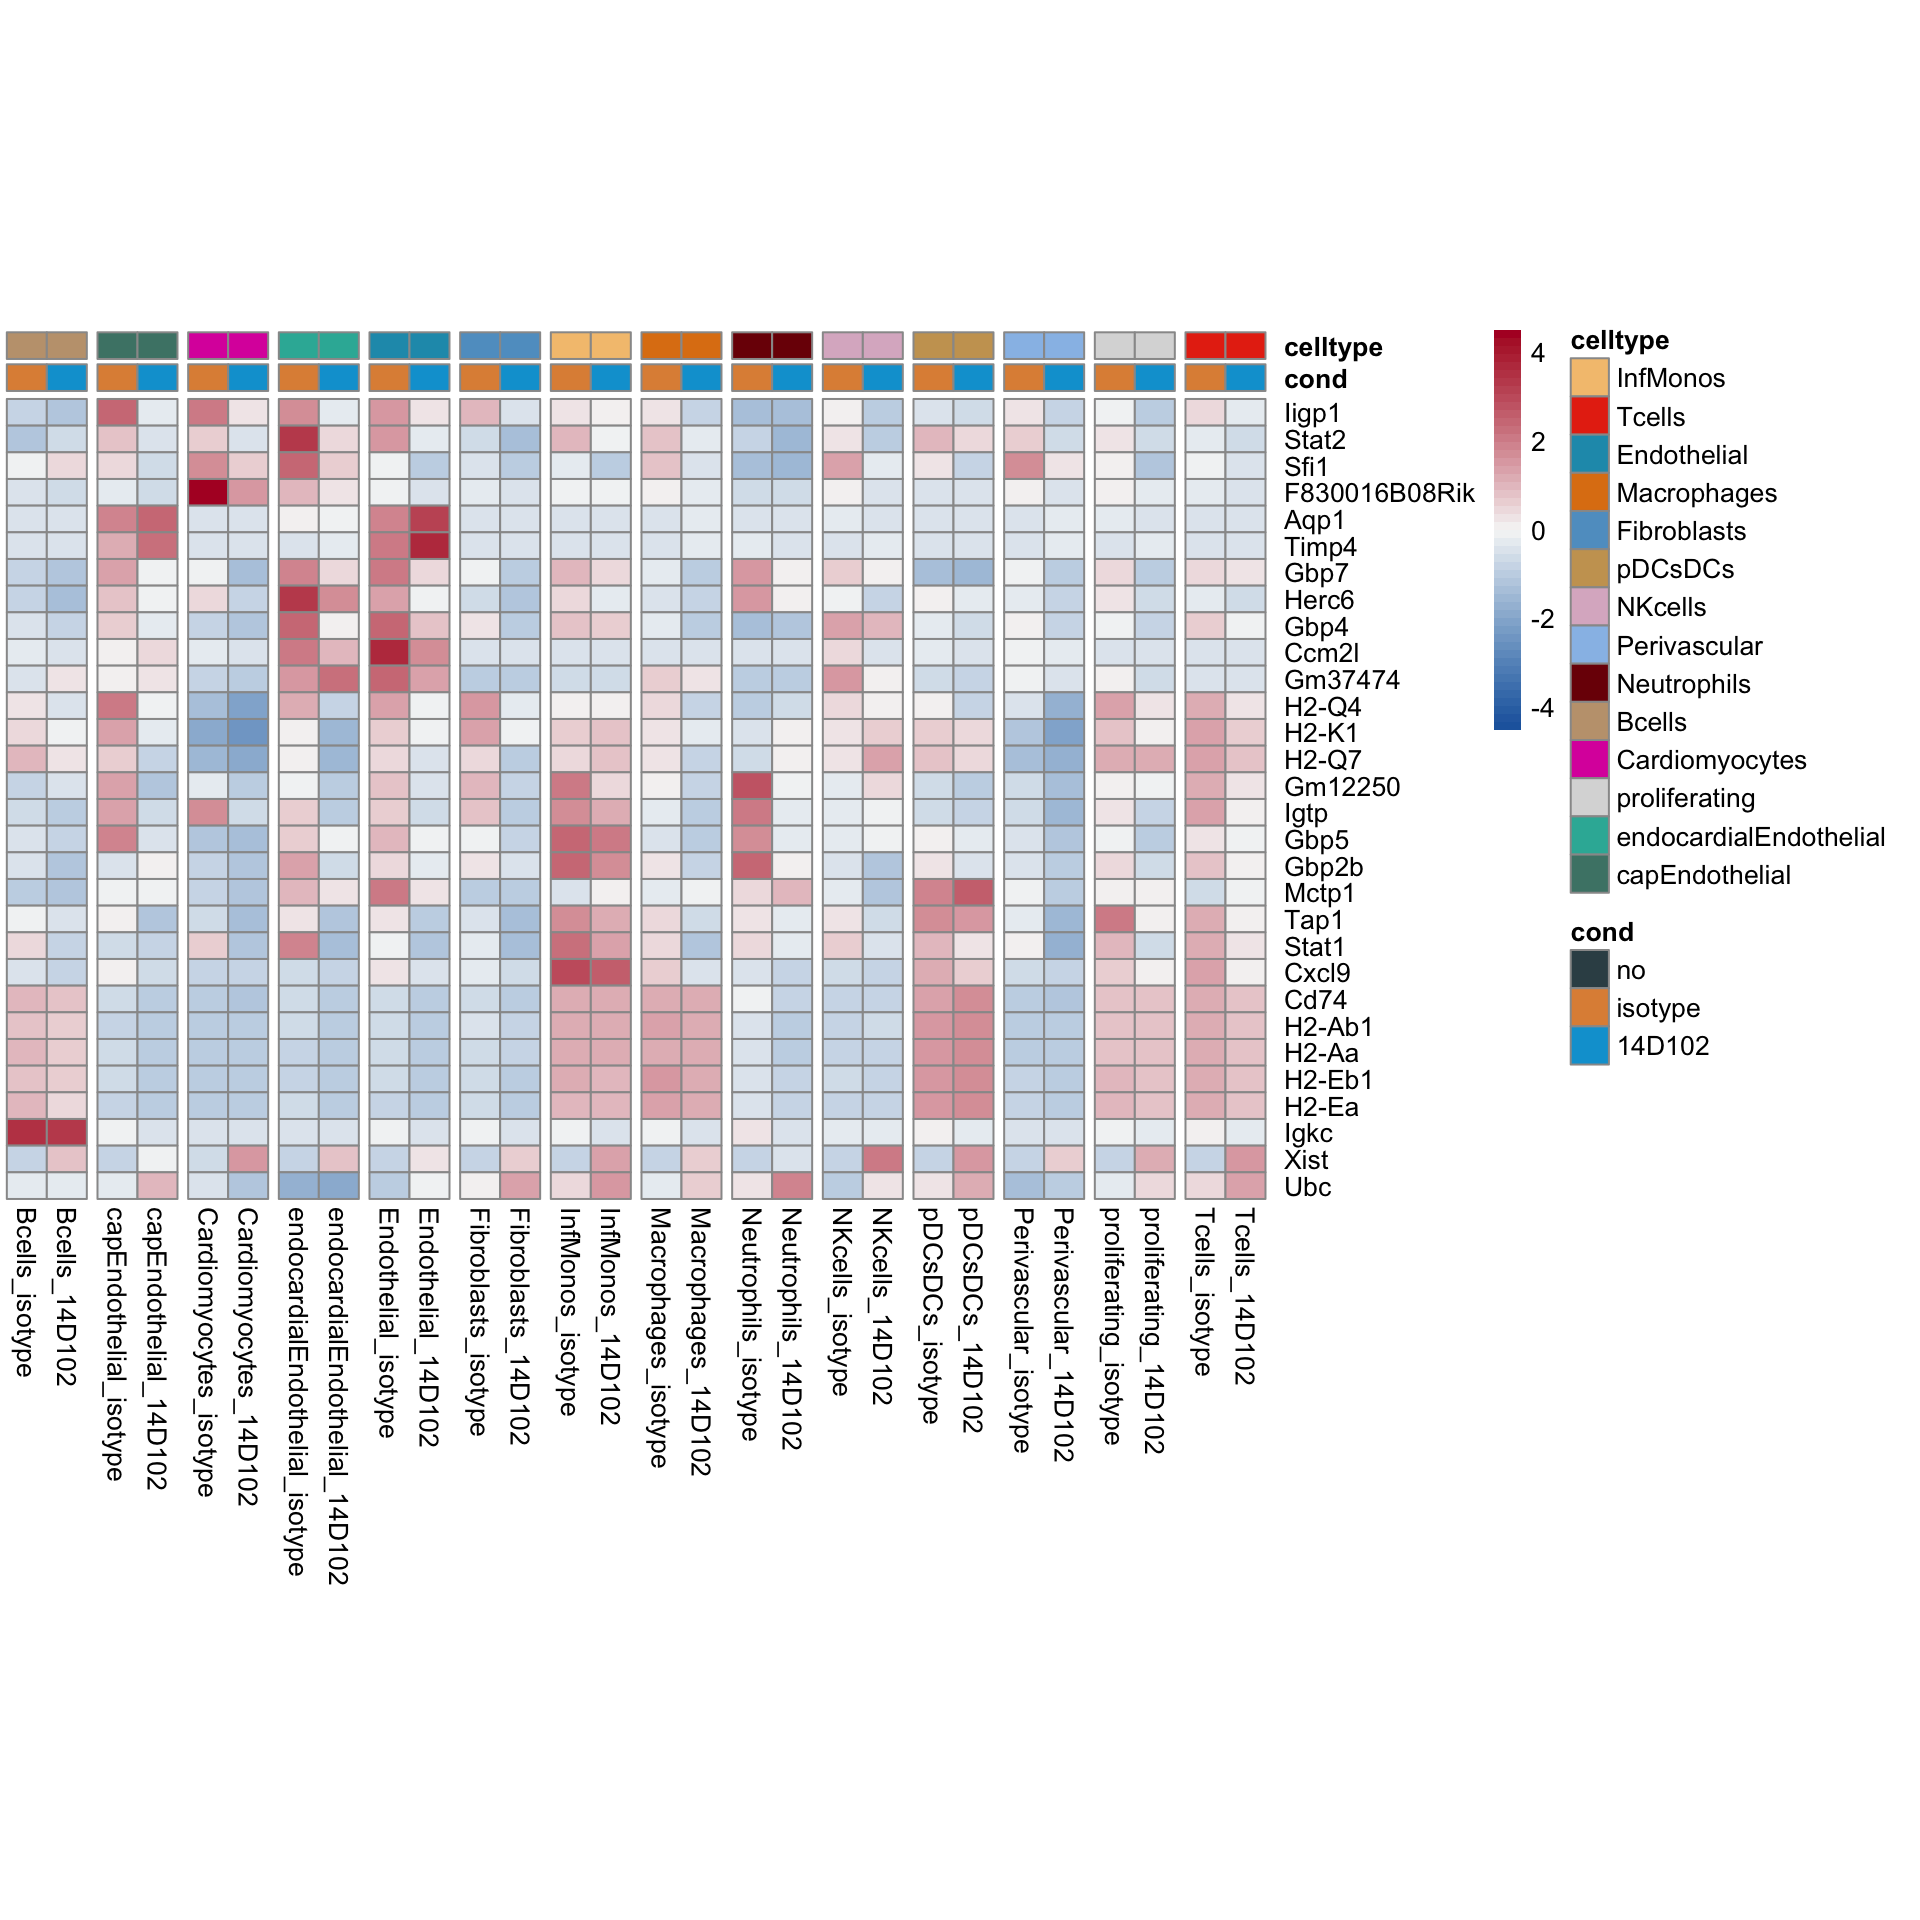 celltype
cond
Iigp1
Stat2
Sfi1
F830016B08Rik
Aqp1
Timp4
Gbp7
Herc6
Gbp4
Ccm2l
Gm37474
H2-Q4
H2-K1
H2-Q7
Gm12250
Igtp
Gbp5
Gbp2b
Mctp1
Tap1
Stat1
Cxcl9
Cd74
H2-Ab1
H2-Aa
H2-Eb1
H2-Ea
Igkc
Xist
Ubc
Bcells_isotype
Bcells_14D102
capEndothelial_isotype
capEndothelial_14D102
Cardiomyocytes_isotype
Cardiomyocytes_14D102
endocardialEndothelial_isotype
endocardialEndothelial_14D102
Endothelial_isotype
Endothelial_14D102
Fibroblasts_isotype
Fibroblasts_14D102
InfMonos_isotype
InfMonos_14D102
Macrophages_isotype
Macrophages_14D102
Neutrophils_isotype
Neutrophils_14D102
NKcells_isotype
NKcells_14D102
pDCsDCs_isotype
pDCsDCs_14D102
Perivascular_isotype
Perivascular_14D102
proliferating_isotype
proliferating_14D102
Tcells_isotype
Tcells_14D102
4
2
0
-2
-4
celltype
InfMonos
Tcells
Endothelial
Macrophages
Fibroblasts
pDCsDCs
NKcells
Perivascular
Neutrophils
Bcells
Cardiomyocytes
proliferating
endocardialEndothelial
capEndothelial
cond
no
isotype
14D102